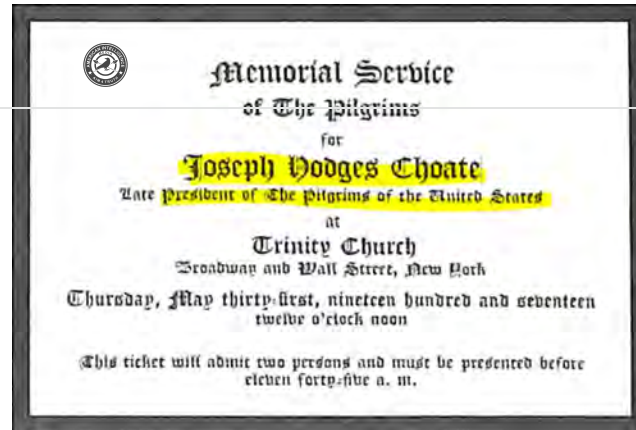 Memorial Service
of The Pilgrims
for
Joseph Hodges Choate
Late President of The Pilgrims of the United States
at
Trinity Church
Broadway and Wall Street, New York
Thursday, May thirty-first, nineteen hundred and seventeen
twelve o'clock noon
This ticket will admit two persons and must be presented before
eleven forty-five a. m.